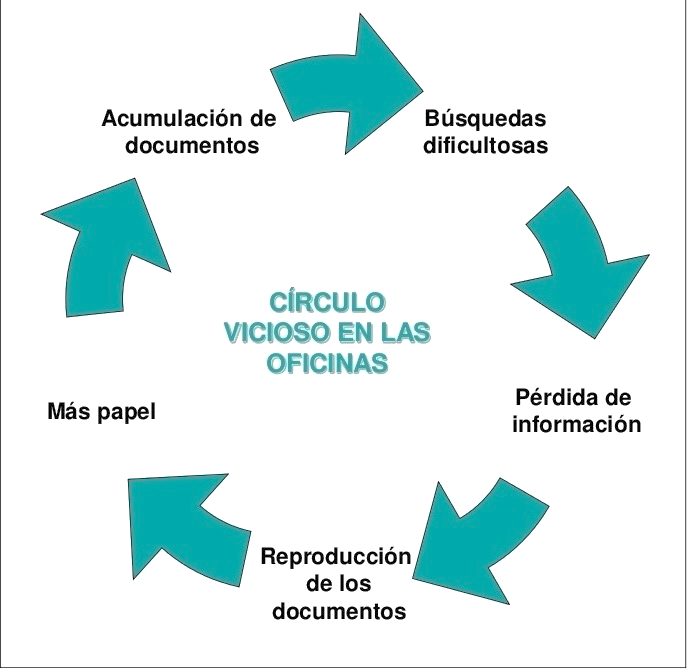 Acumulación de
documentos
Búsquedas
dificultosas
CÍRCULO
VICIOSO EN LAS
OFICINAS
Pérdida de
información
Más papel
Reproducción
de los
documentos